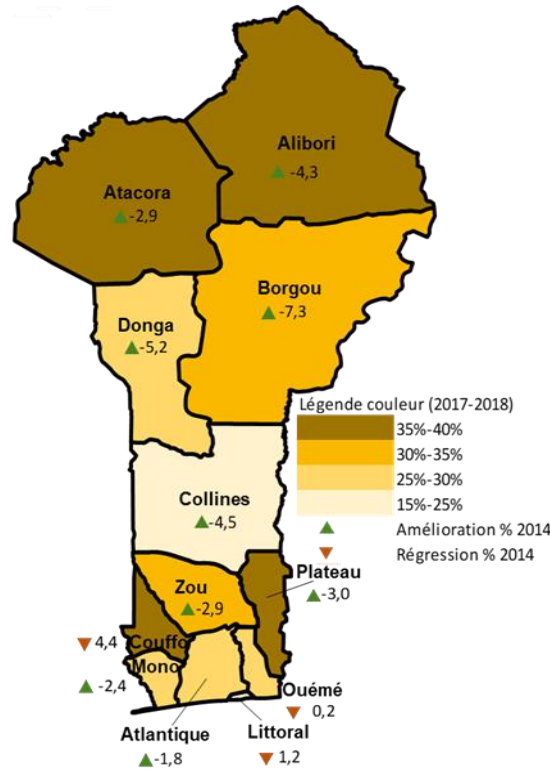 Alibori
-4,3
Atacora
-2,9
Borgou
-7,3
Donga
-5,2
Légende couleur (2017-2018)
35%-40%
30%-35%
25%-30%
15%-25%
Amélioration % 2014
Régression % 2014
Collines
-4,5
Plateau
-3,0
Zou
-2,9
4,4 Couffo
Mono
-2,4
Ouémé
0,2
Atlantique
-1,8
Littoral
1,2